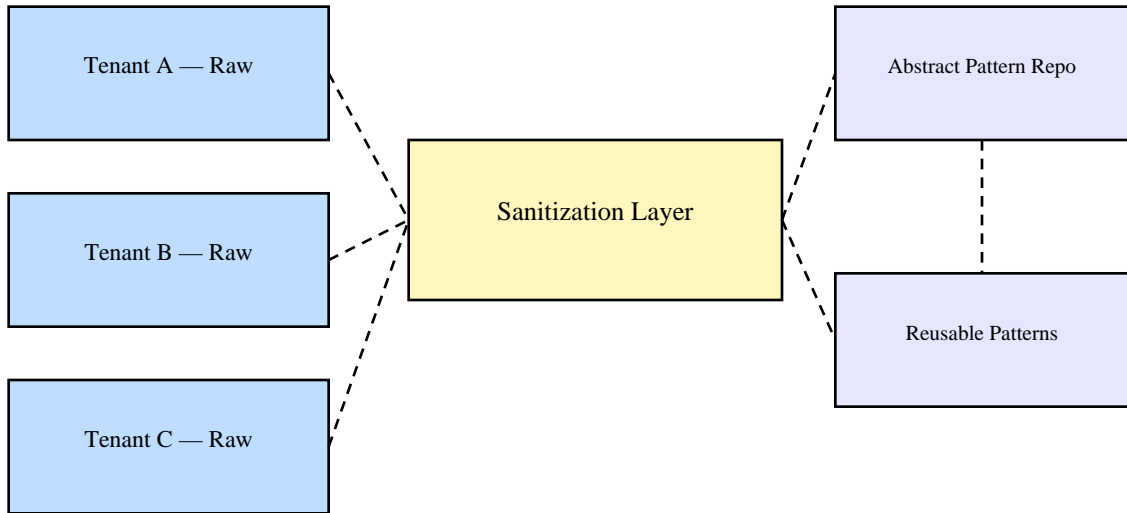 Tenant A — Raw
Tenant B — Raw
Tenant C — Raw
Sanitization Layer
Abstract Pattern Repo
Reusable Patterns